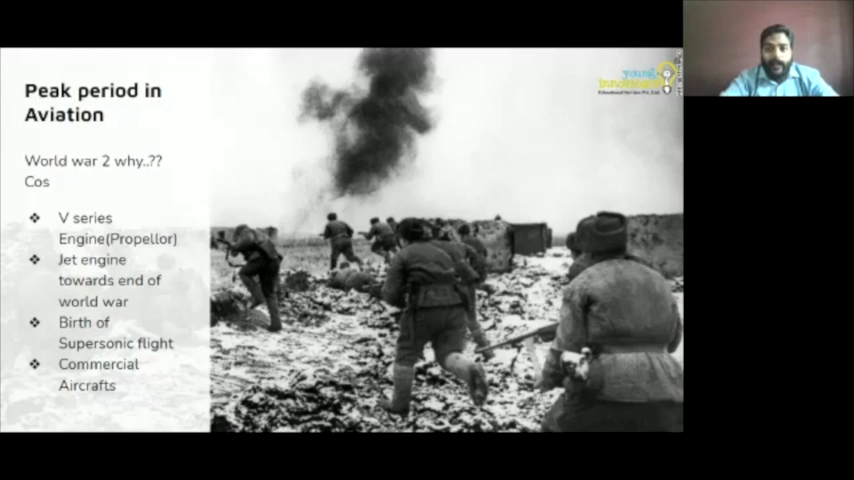 Peak period in
Aviation
World war 2 why..??
Cos
V series
Engine(Propellor)
Jet engine
towards end of
world war
Birth of
Supersonic flight
Commercial
Aircrafts
young